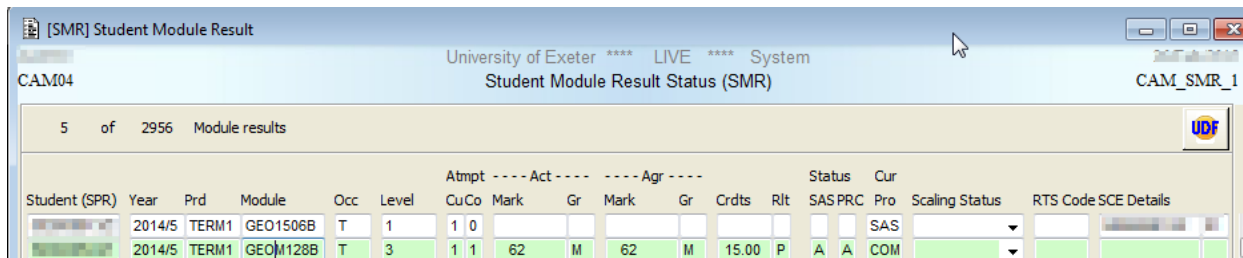 [SMR] Student Module Result
University of Exeter **** LIVE **** System
CAM04 Student Module Result Status (SMR) CAM_SMR_1
5 of 2956 Module results UDF
Atmpt ----Act---- ----Agr---- Status Cur
Student (SPR) Year Prd Module Occ Level CuCo Mark Gr Mark Gr Crdts Rlt SAS PRC Pro Scaling Status RTS Code SCE Details
2014/5 TERM1 GEO1506B T 1 1 0 SAS
2014/5 TERM1 GEOM128B T 3 1 1 62 M 62 M 15.00 P A A COM